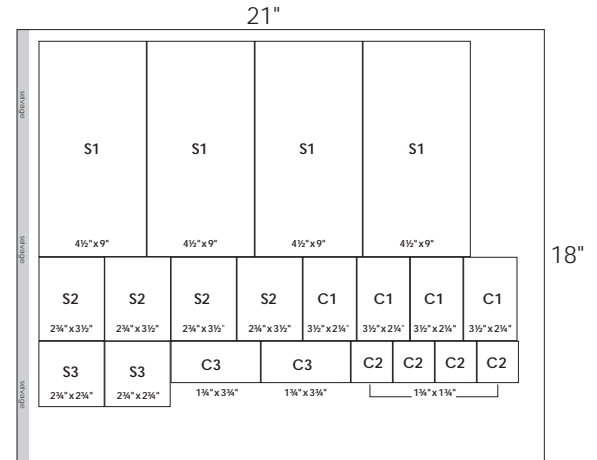 21"
selvage
S1 S1 S1 S1
4½"x9" 4½"x9" 4½"x9" 4½"x9"
selvage
18"
S2 S2 S2 S2 C1 C1 C1 C1
2¾"x3½" 2¾"x3½" 2¾"x3½" 2¾"x3½" 3½"x2¼" 3½"x2¼" 3½"x2¼" 3½"x2¼"
S3 S3 C3 C3 C2 C2 C2 C2
2¾"x2¾" 2¾"x2¾" 1¾"x3¾" 1¾"x3¾" 1¾"x1¾"
selvage